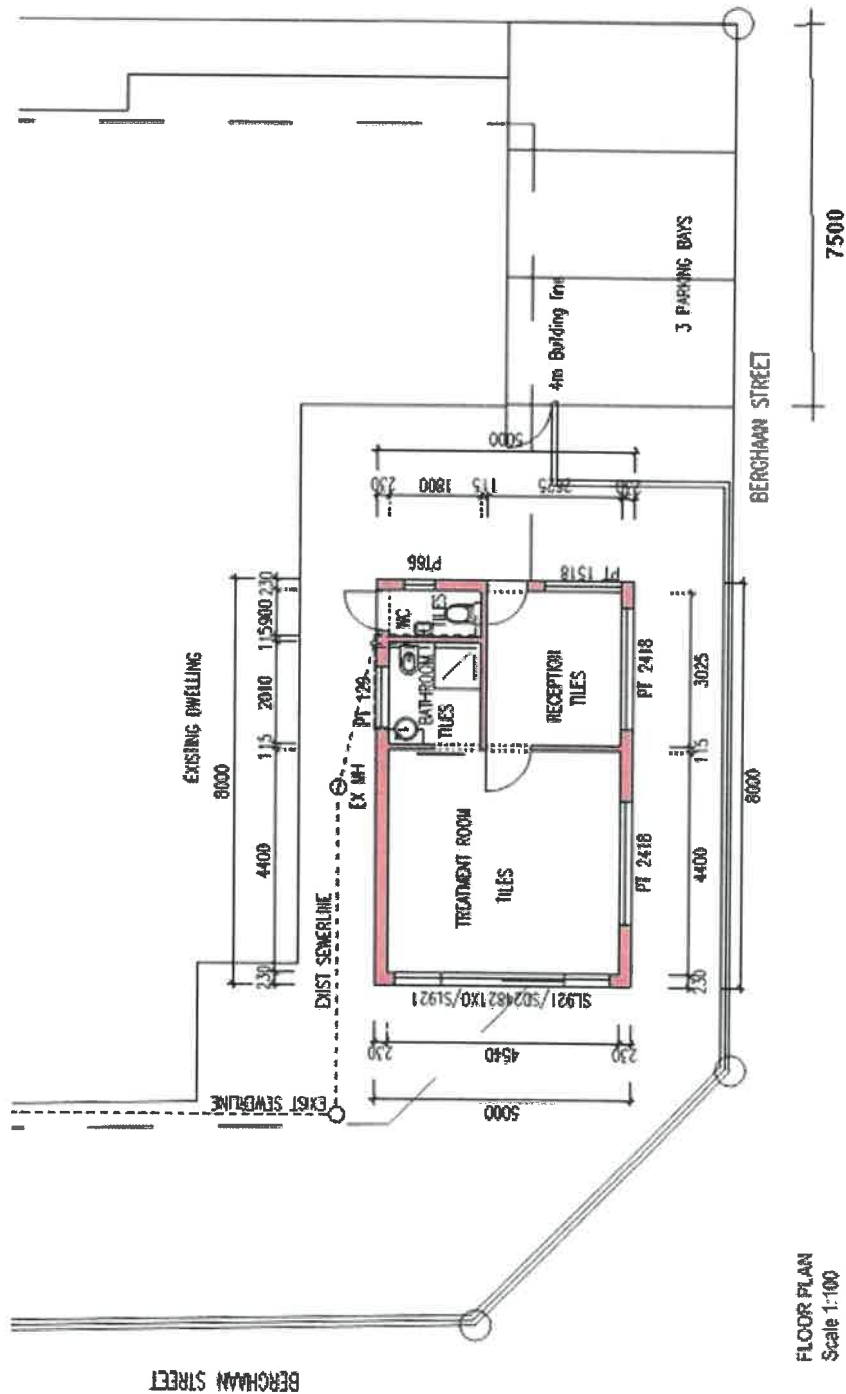 EXISTING DWELLING
8000
230
4400
115
2010
115
900
230
EXIST SEWERLINE
EXIST SEWERLINE
EX MH
PT 129
PT66
WC
TILES
BATHROOM
TILES
TREATMENT ROOM
TILES
RECEPTION
TILES
SL921/SD24821XO/SL921
PT 1518
PT 2418
PT 2418
230
4540
230
5000
5000
230
1800
115
2625
230
230
4400
115
3025
8000
4m Building line
3 PARKING BAYS
7500
BERGHAAN STREET
BERGHAAN STREET
FLOOR PLAN
Scale 1:100